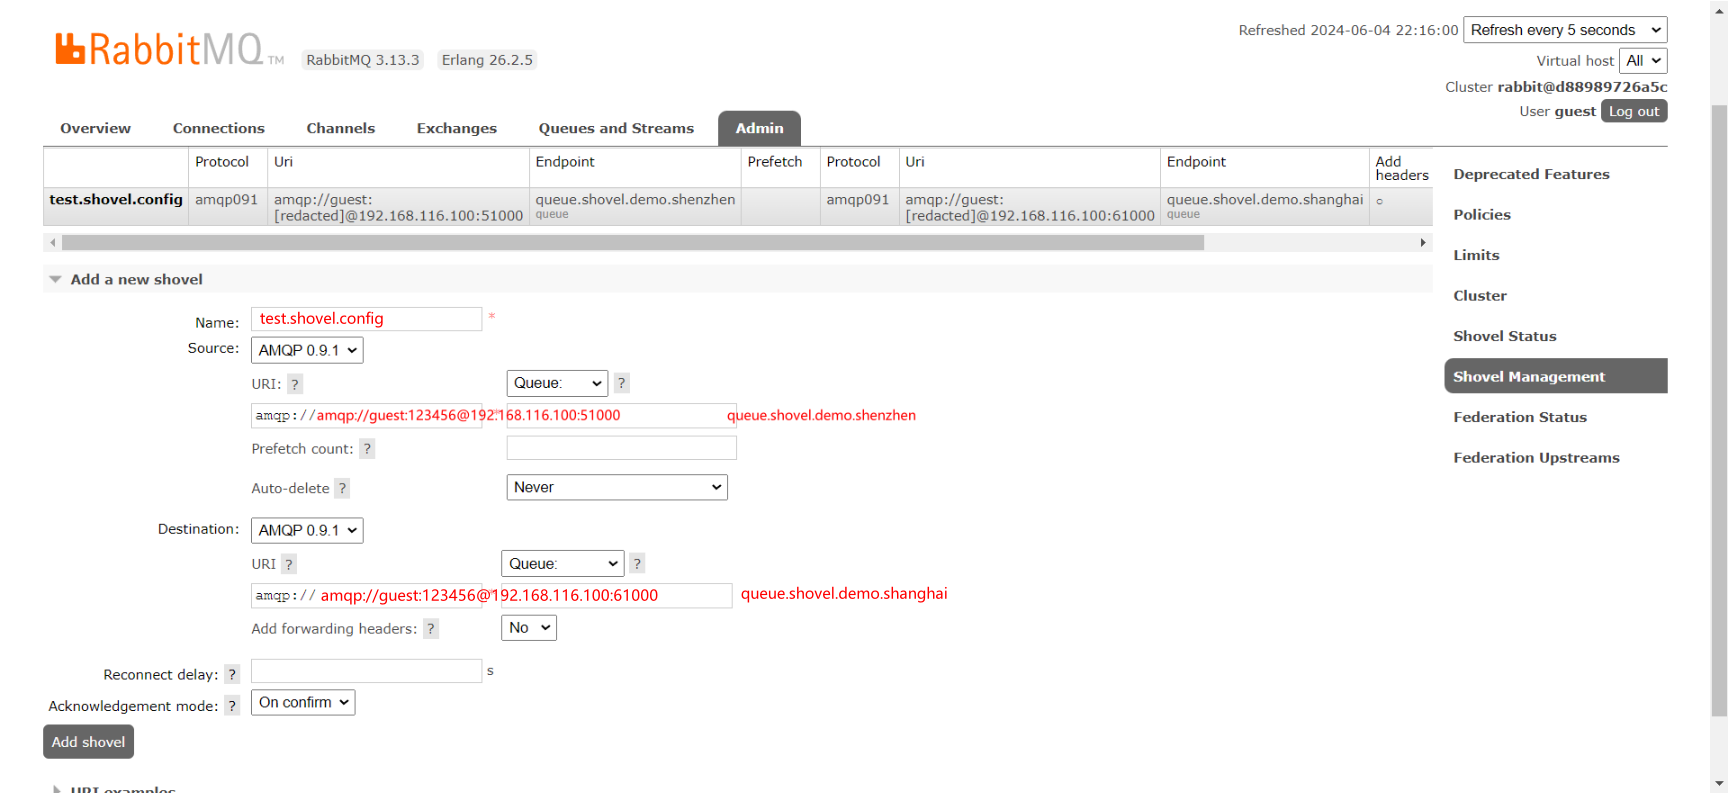 Refreshed 2024-06-04 22:16:00 Refresh every 5 seconds
RabbitMQ TM RabbitMQ 3.13.3 Erlang 26.2.5
Virtual host All
Cluster rabbit@d88989726a5c
User guest Log out
Overview Connections Channels Exchanges Queues and Streams Admin
Protocol Uri Endpoint Prefetch Protocol Uri Endpoint Add headers
test.shovel.config amqp091 amqp://guest:[redacted]@192.168.116.100:51000 queue.shovel.demo.shenzhen queue amqp091 amqp://guest:[redacted]@192.168.116.100:61000 queue.shovel.demo.shanghai queue ○
Add a new shovel
Name: test.shovel.config *
Source: AMQP 0.9.1
URI: ? Queue: ?
amqp:// amqp://guest:123456@192.168.116.100:51000 queue.shovel.demo.shenzhen
Prefetch count: ?
Auto-delete ? Never
Destination: AMQP 0.9.1
URI ? Queue: ?
amqp:// amqp://guest:123456@192.168.116.100:61000 queue.shovel.demo.shanghai
Add forwarding headers: ? No
Reconnect delay: ? s
Acknowledgement mode: ? On confirm
Add shovel
URI examples
Deprecated Features
Policies
Limits
Cluster
Shovel Status
Shovel Management
Federation Status
Federation Upstreams